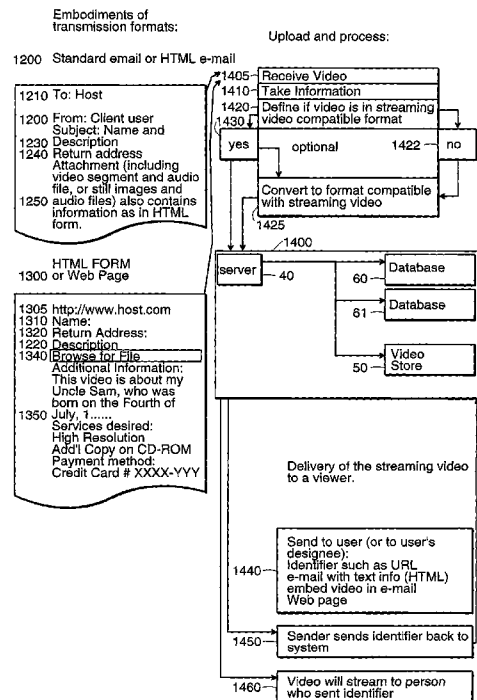 Embodiments of
transmission formats:
1200 Standard email or HTML e-mail
1210 To: Host
1200 From: Client user
Subject: Name and
1230 Description
1240 Return address
Attachment (including
video segment and audio
file, or still images and
1250 audio files) also contains
information as in HTML
form.
HTML FORM
1300 or Web Page
1305 http://www.host.com
1310 Name:
1320 Return Address:
1220 Description
1340 Browse for File
Additional Information:
This video is about my
Uncle Sam, who was
born on the Fourth of
1350 July, 1......
Services desired:
High Resolution
Add'l Copy on CD-ROM
Payment method:
Credit Card # XXXX-YYY
Upload and process:
1405 Receive Video
1410 Take Information
1420 Define if video is in streaming
video compatible format
1430
yes
optional
1422 no
Convert to format compatible
with streaming video
1425
1400
server
40
60 Database
61 Database
50 Video
Store
Delivery of the streaming video
to a viewer.
Send to user (or to user's
designee):
1440 Identifier such as URL
e-mail with text info (HTML)
embed video in e-mail
Web page
1450 Sender sends identifier back to
system
1460 Video will stream to person
who sent identifier